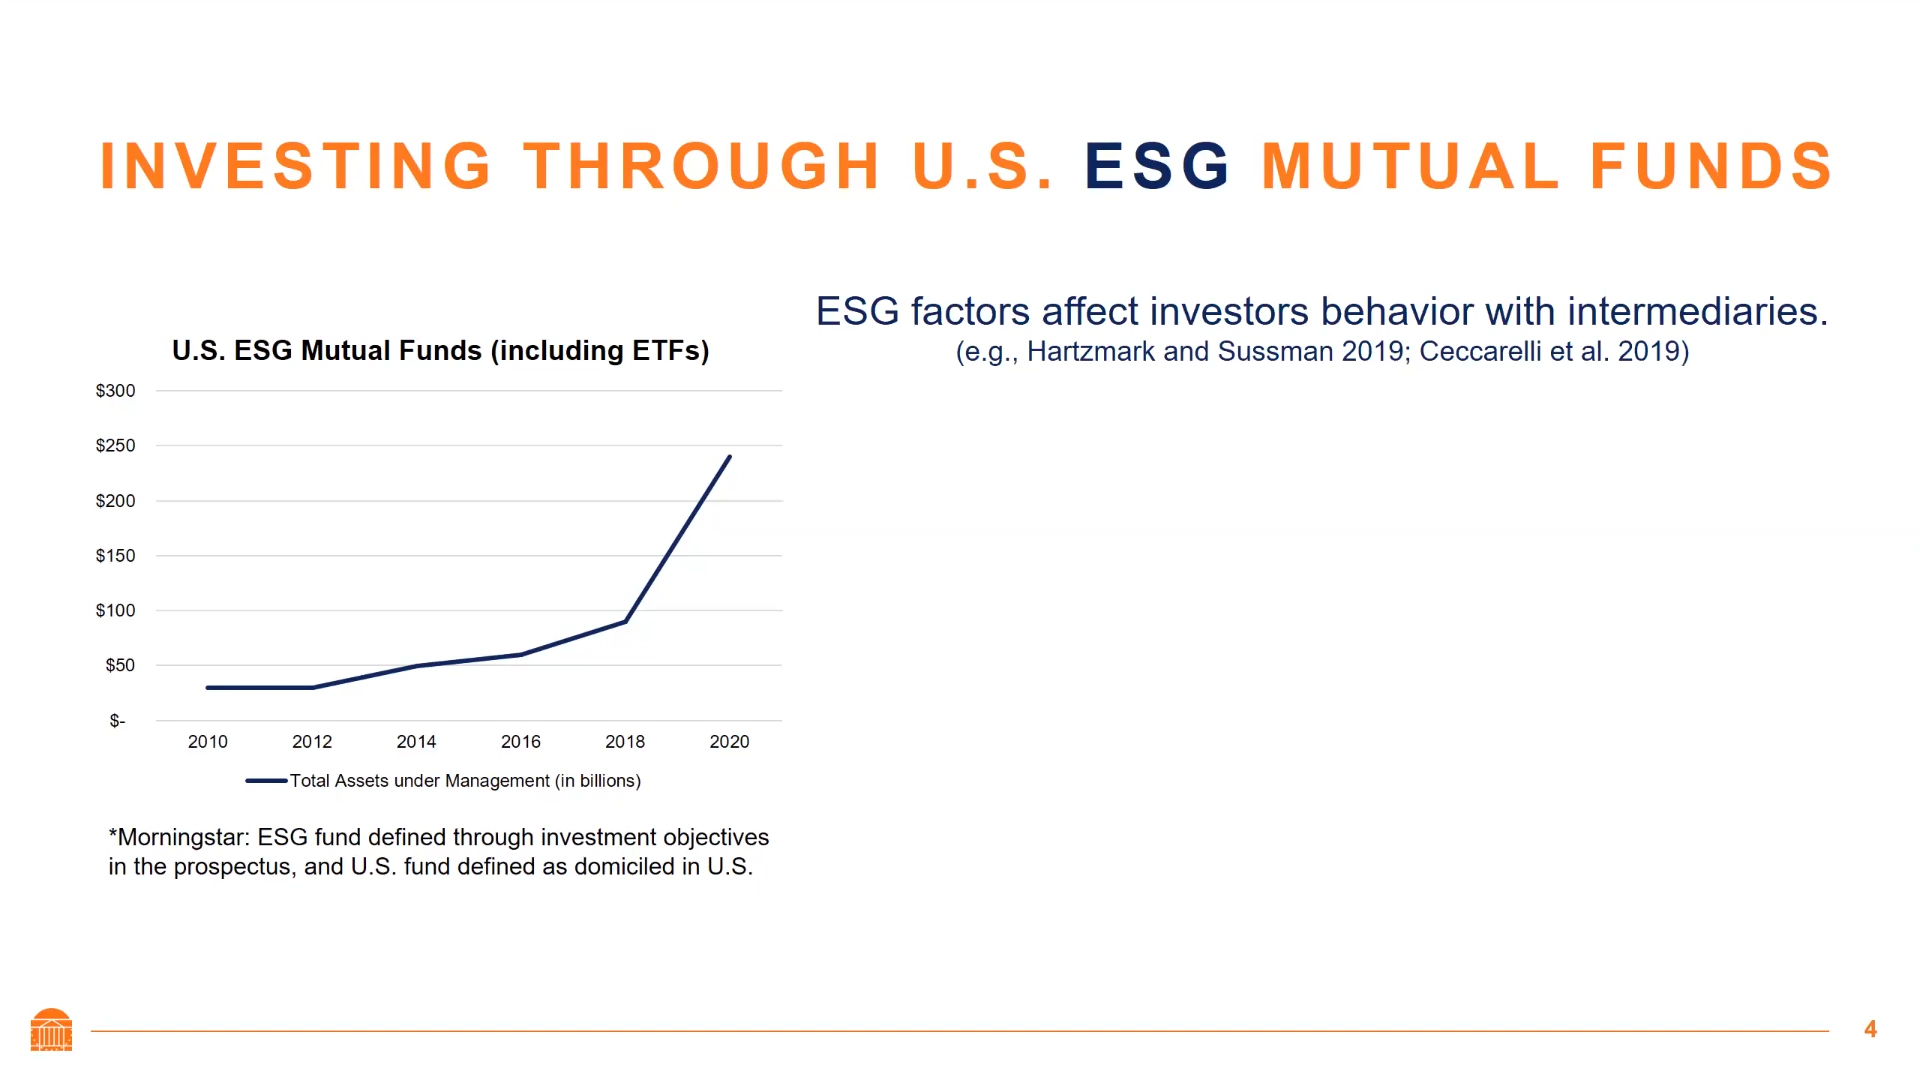 INVESTING THROUGH U.S. ESG MUTUAL FUNDS
ESG factors affect investors behavior with intermediaries.
(e.g., Hartzmark and Sussman 2019; Ceccarelli et al. 2019)
U.S. ESG Mutual Funds (including ETFs)
$300
$250
$200
$150
$100
$50
$-
2010 2012 2014 2016 2018 2020
Total Assets under Management (in billions)
*Morningstar: ESG fund defined through investment objectives
in the prospectus, and U.S. fund defined as domiciled in U.S.
4